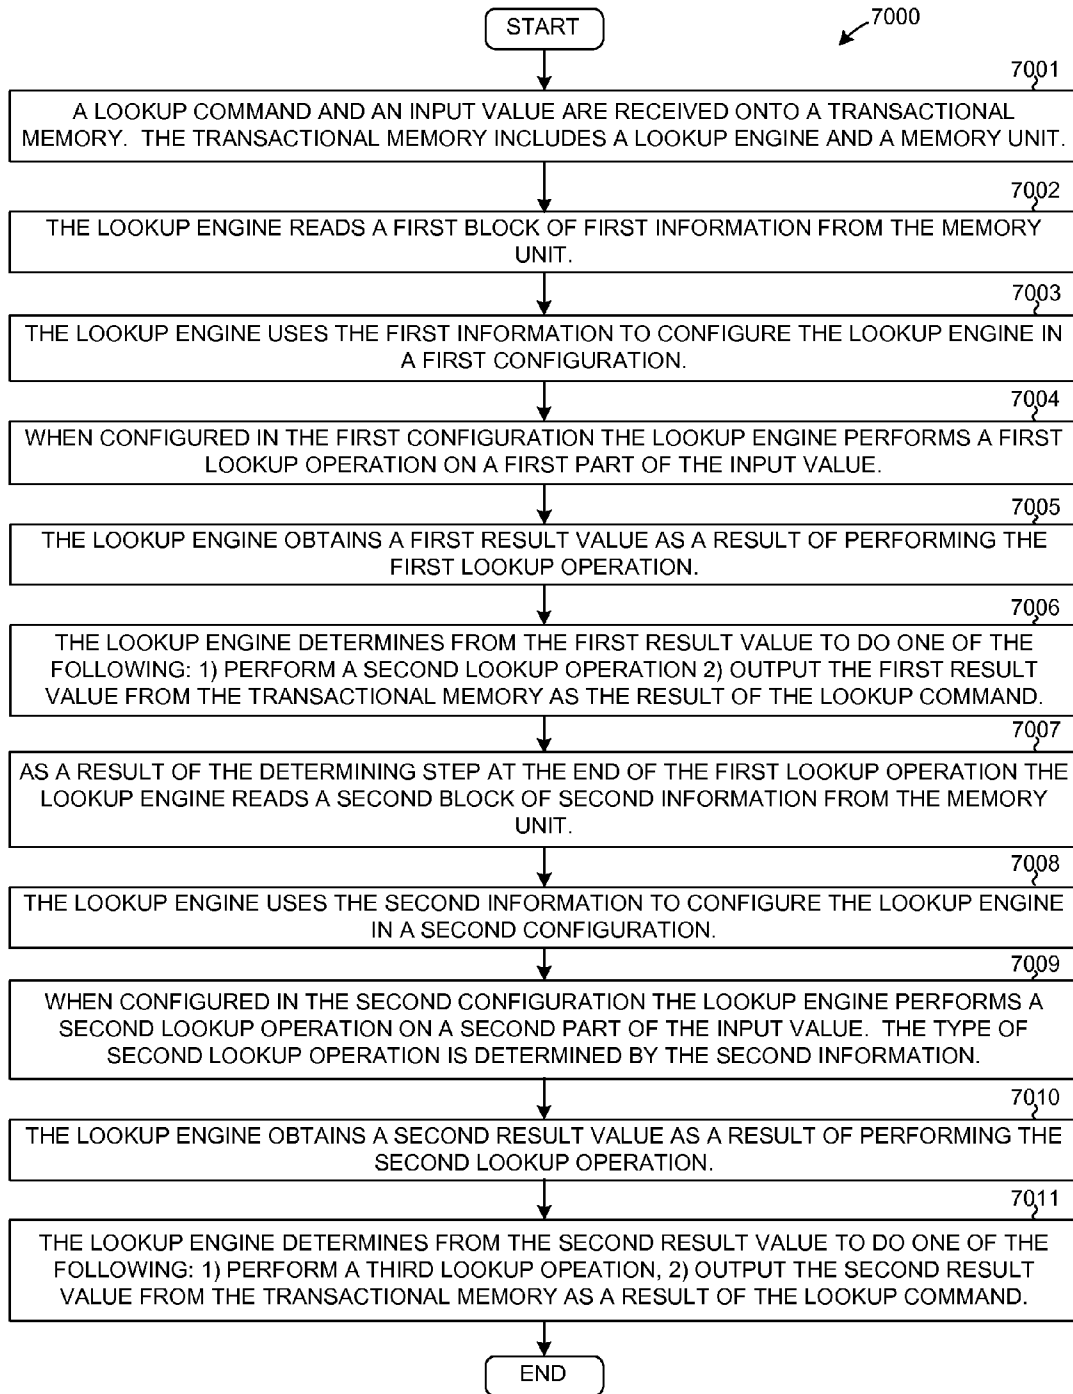 START
7000
7001
A LOOKUP COMMAND AND AN INPUT VALUE ARE RECEIVED ONTO A TRANSACTIONAL
MEMORY. THE TRANSACTIONAL MEMORY INCLUDES A LOOKUP ENGINE AND A MEMORY UNIT.
7002
THE LOOKUP ENGINE READS A FIRST BLOCK OF FIRST INFORMATION FROM THE MEMORY
UNIT.
7003
THE LOOKUP ENGINE USES THE FIRST INFORMATION TO CONFIGURE THE LOOKUP ENGINE IN
A FIRST CONFIGURATION.
7004
WHEN CONFIGURED IN THE FIRST CONFIGURATION THE LOOKUP ENGINE PERFORMS A FIRST
LOOKUP OPERATION ON A FIRST PART OF THE INPUT VALUE.
7005
THE LOOKUP ENGINE OBTAINS A FIRST RESULT VALUE AS A RESULT OF PERFORMING THE
FIRST LOOKUP OPERATION.
7006
THE LOOKUP ENGINE DETERMINES FROM THE FIRST RESULT VALUE TO DO ONE OF THE
FOLLOWING: 1) PERFORM A SECOND LOOKUP OPERATION 2) OUTPUT THE FIRST RESULT
VALUE FROM THE TRANSACTIONAL MEMORY AS THE RESULT OF THE LOOKUP COMMAND.
7007
AS A RESULT OF THE DETERMINING STEP AT THE END OF THE FIRST LOOKUP OPERATION THE
LOOKUP ENGINE READS A SECOND BLOCK OF SECOND INFORMATION FROM THE MEMORY
UNIT.
7008
THE LOOKUP ENGINE USES THE SECOND INFORMATION TO CONFIGURE THE LOOKUP ENGINE
IN A SECOND CONFIGURATION.
7009
WHEN CONFIGURED IN THE SECOND CONFIGURATION THE LOOKUP ENGINE PERFORMS A
SECOND LOOKUP OPERATION ON A SECOND PART OF THE INPUT VALUE. THE TYPE OF
SECOND LOOKUP OPERATION IS DETERMINED BY THE SECOND INFORMATION.
7010
THE LOOKUP ENGINE OBTAINS A SECOND RESULT VALUE AS A RESULT OF PERFORMING THE
SECOND LOOKUP OPERATION.
7011
THE LOOKUP ENGINE DETERMINES FROM THE SECOND RESULT VALUE TO DO ONE OF THE
FOLLOWING: 1) PERFORM A THIRD LOOKUP OPEATION, 2) OUTPUT THE SECOND RESULT
VALUE FROM THE TRANSACTIONAL MEMORY AS A RESULT OF THE LOOKUP COMMAND.
END